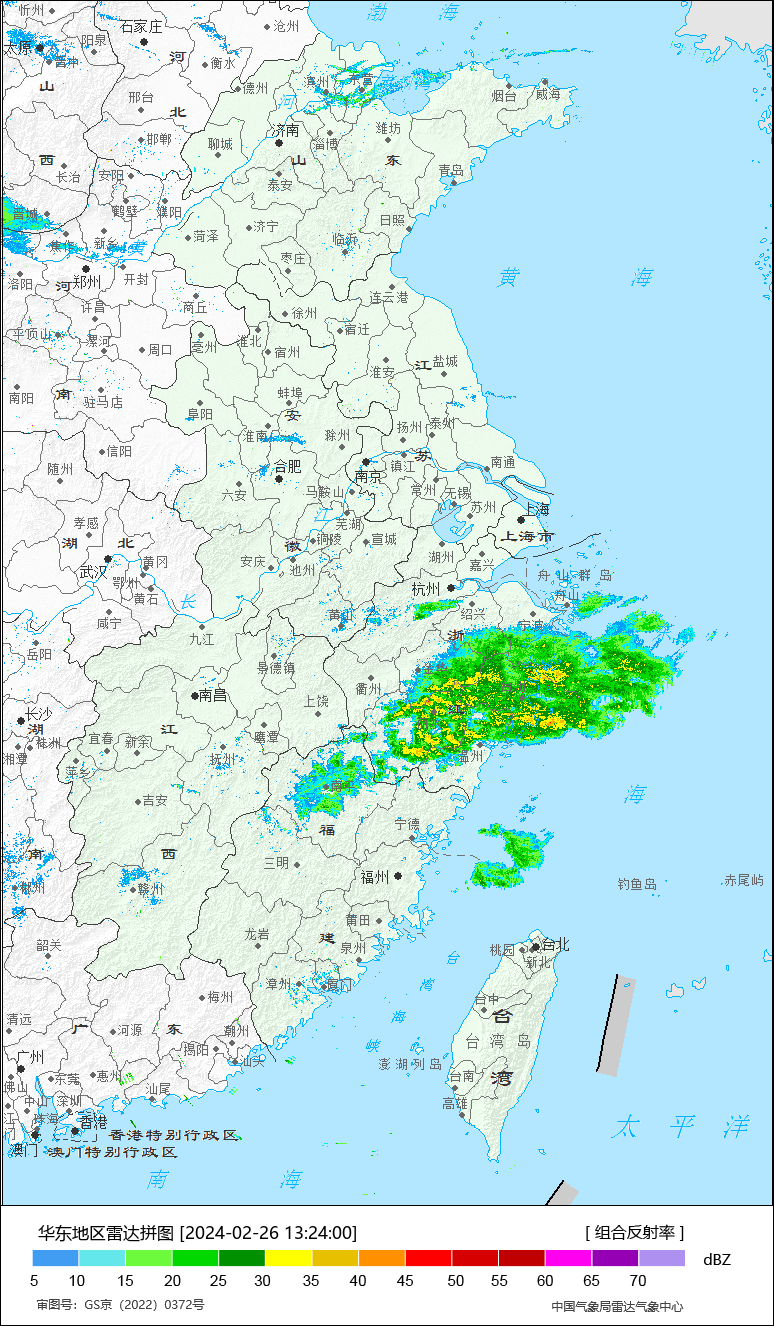 渤 海
忻州
沧州
石家庄
太原
阳泉
河
晋中
衡水
德州
滨州
东营
山
邢台
烟台
威海
北
河
济南
潍坊
邯郸
聊城
淄博
西
山
东
长治
安阳
泰安
青岛
晋城
鹤壁
濮阳
日照
菏泽
济宁
临沂
焦作
新乡
黄
枣庄
洛阳
河
郑州
开封
黄 海
连云港
许昌
商丘
徐州
宿迁
平顶山
漯河
周口
亳州
淮北
宿州
江
盐城
淮安
南阳
南
驻马店
蚌埠
阜阳
安
扬州
泰州
信阳
淮南
滁州
苏
随州
合肥
南京
镇江
南通
六安
马鞍山
常州
无锡
苏州
孝感
江
芜湖
上海
湖
北
徽
铜陵
宣城
上海市
武汉
黄冈
安庆
池州
湖州
嘉兴
鄂州
舟山群岛
黄石
长
杭州
舟山
咸宁
黄山
绍兴
宁波
九江
浙
岳阳
景德镇
金华
衢州
南昌
上饶
长沙
江
湖
株洲
宜春
新余
鹰潭
湘潭
萍乡
抚州
温州
吉安
海
福
宁德
南
西
三明
郴州
赣州
福州
钓鱼岛
赤尾屿
莆田
龙岩
建
台北
韶关
泉州
桃园
台
新北
漳州
厦门
湾
梅州
台中
清远
广
东
河源
潮州
台
海
揭阳
台湾岛
广州
汕头
峡
澎湖列岛
佛山
东莞
惠州
台南
湾
汕尾
中山
深圳
高雄
珠海
香港
太平洋
香港特别行政区
澳门
澳门特别行政区
南 海
华东地区雷达拼图 [2024-02-26 13:24:00]
[ 组合反射率 ]
dBZ
5 10 15 20 25 30 35 40 45 50 55 60 65 70
审图号：GS京（2022）0372号
中国气象局雷达气象中心